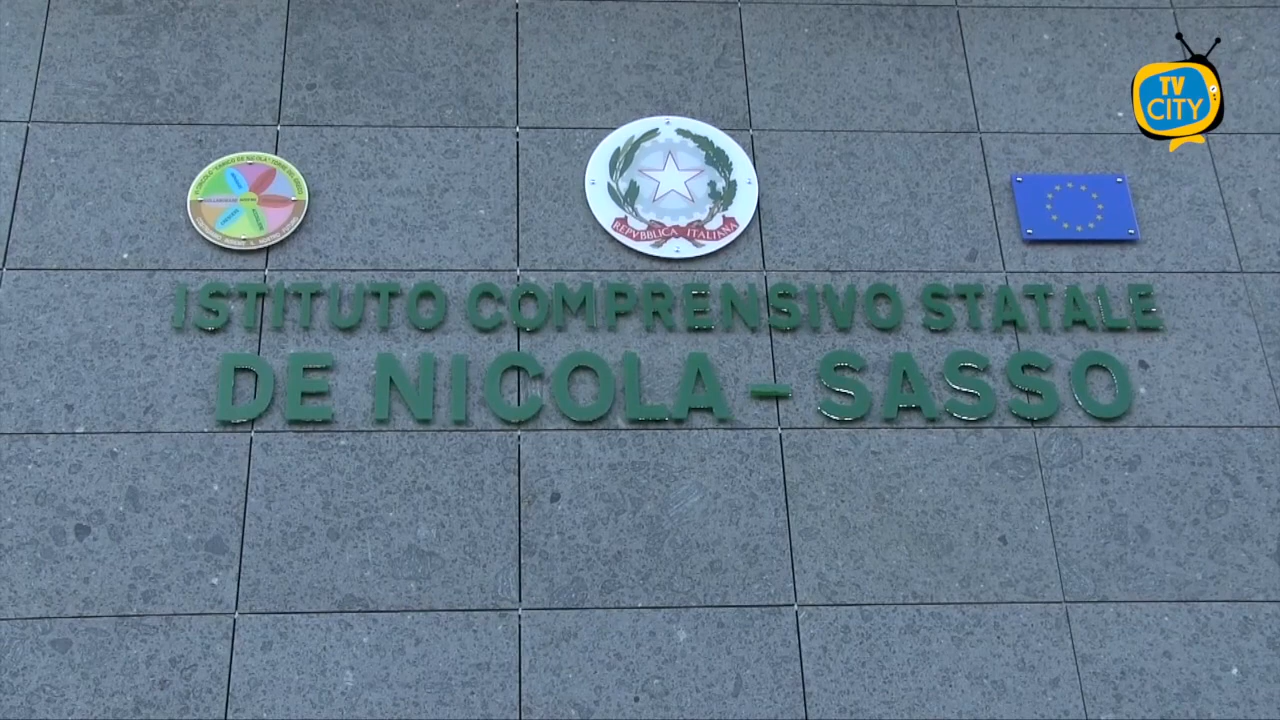 TV
CITY
REPVBBLICA ITALIANA
ISTITUTO COMPRENSIVO STATALE
DE NICOLA - SASSO